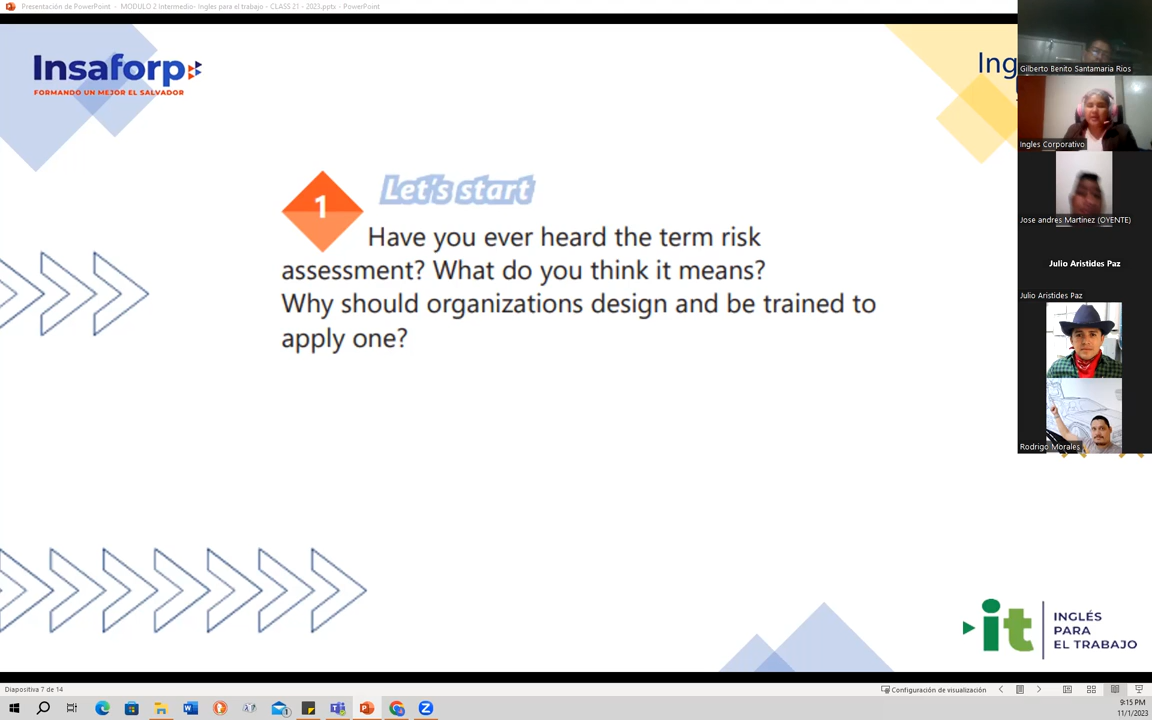 Presentación de PowerPoint - MODULO 2 Intermedio- Ingles para el trabajo - CLASS 21 - 2023.pptx - PowerPoint
Insaforp
FORMANDO UN MEJOR EL SALVADOR
Ing
Gilberto Benito Santamaria Rios
Ingles Corporativo
Jose andres Martinez (OYENTE)
Julio Aristides Paz
Julio Aristides Paz
Rodrigo Morales
1
Let's start
Have you ever heard the term risk
assessment? What do you think it means?
Why should organizations design and be trained to
apply one?
it
INGLÉS
PARA
EL TRABAJO
Diapositiva 7 de 14
Configuración de visualización
9:15 PM
11/1/2023